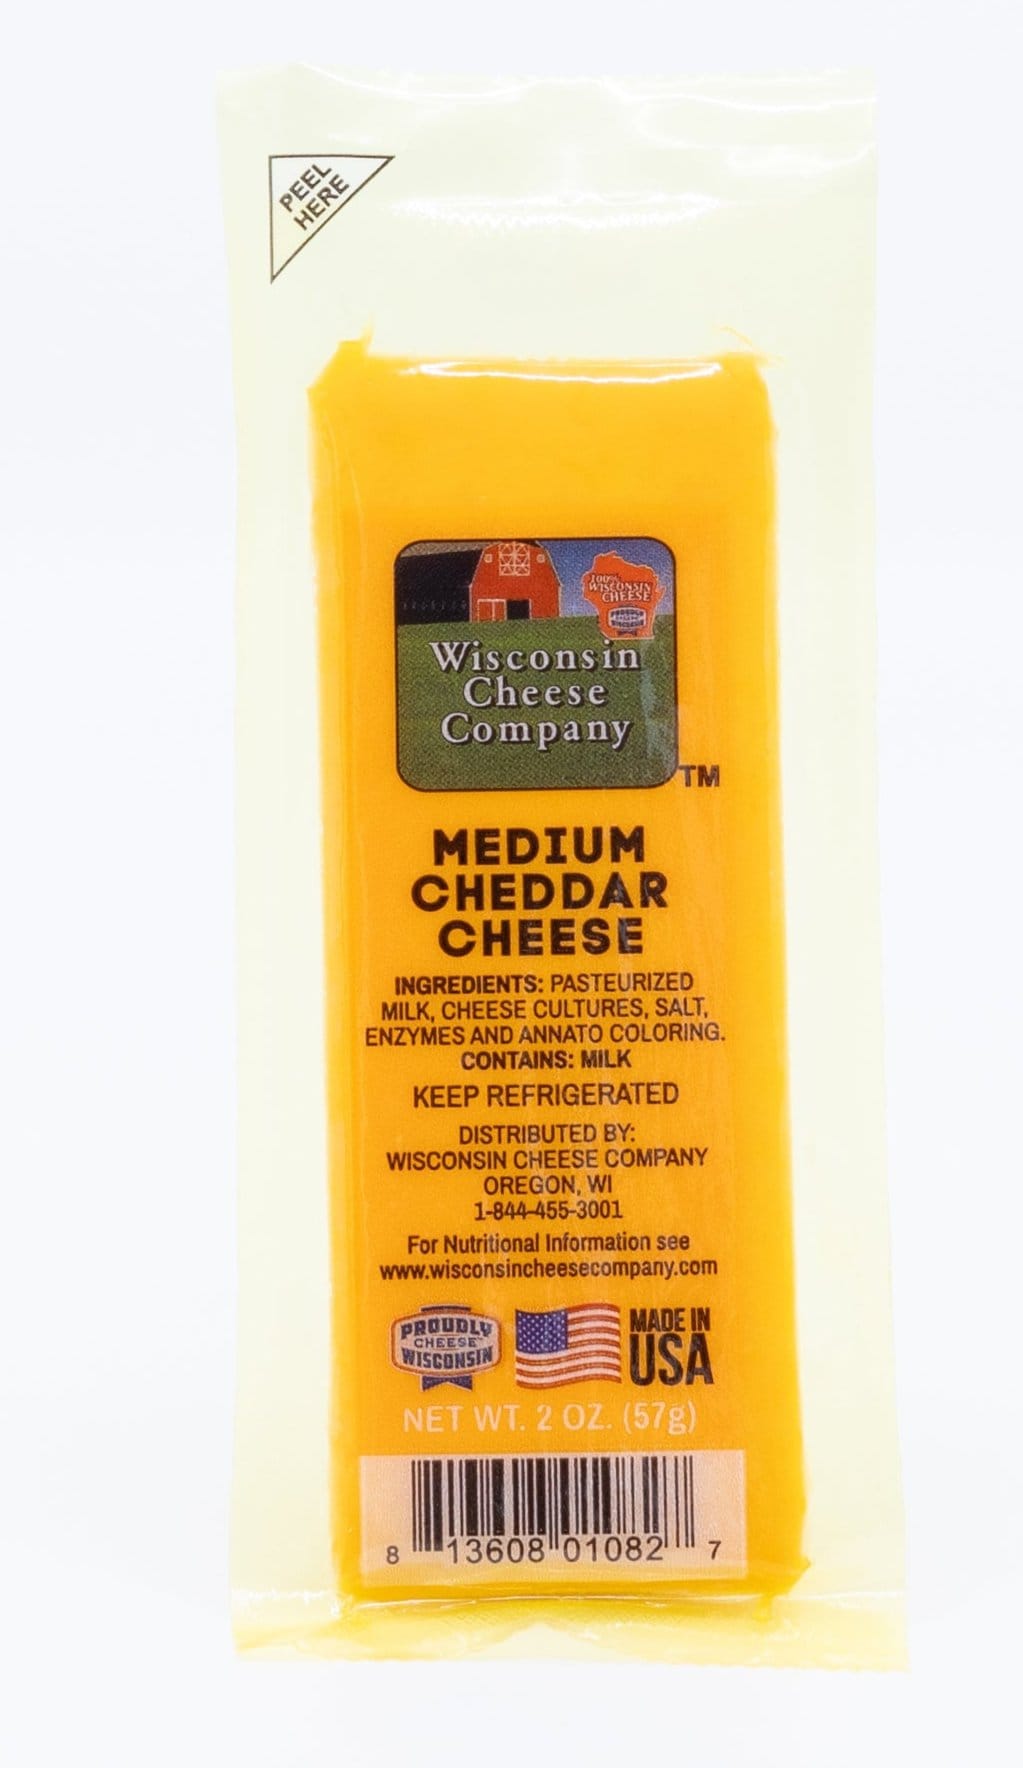 PEEL
HERE
100%
WISCONSIN
CHEESE
PROUDLY
CHEESE
WISCONSIN
Wisconsin
Cheese
Company
TM
MEDIUM
CHEDDAR
CHEESE
INGREDIENTS: PASTEURIZED
MILK, CHEESE CULTURES, SALT,
ENZYMES AND ANNATO COLORING.
CONTAINS: MILK
KEEP REFRIGERATED
DISTRIBUTED BY:
WISCONSIN CHEESE COMPANY
OREGON, WI
1-844-455-3001
For Nutritional Information see
www.wisconsincheesecompany.com
PROUDLY
CHEESE
WISCONSIN
MADE IN
USA
NET WT. 2 OZ. (57g)
8 13608 01082 7